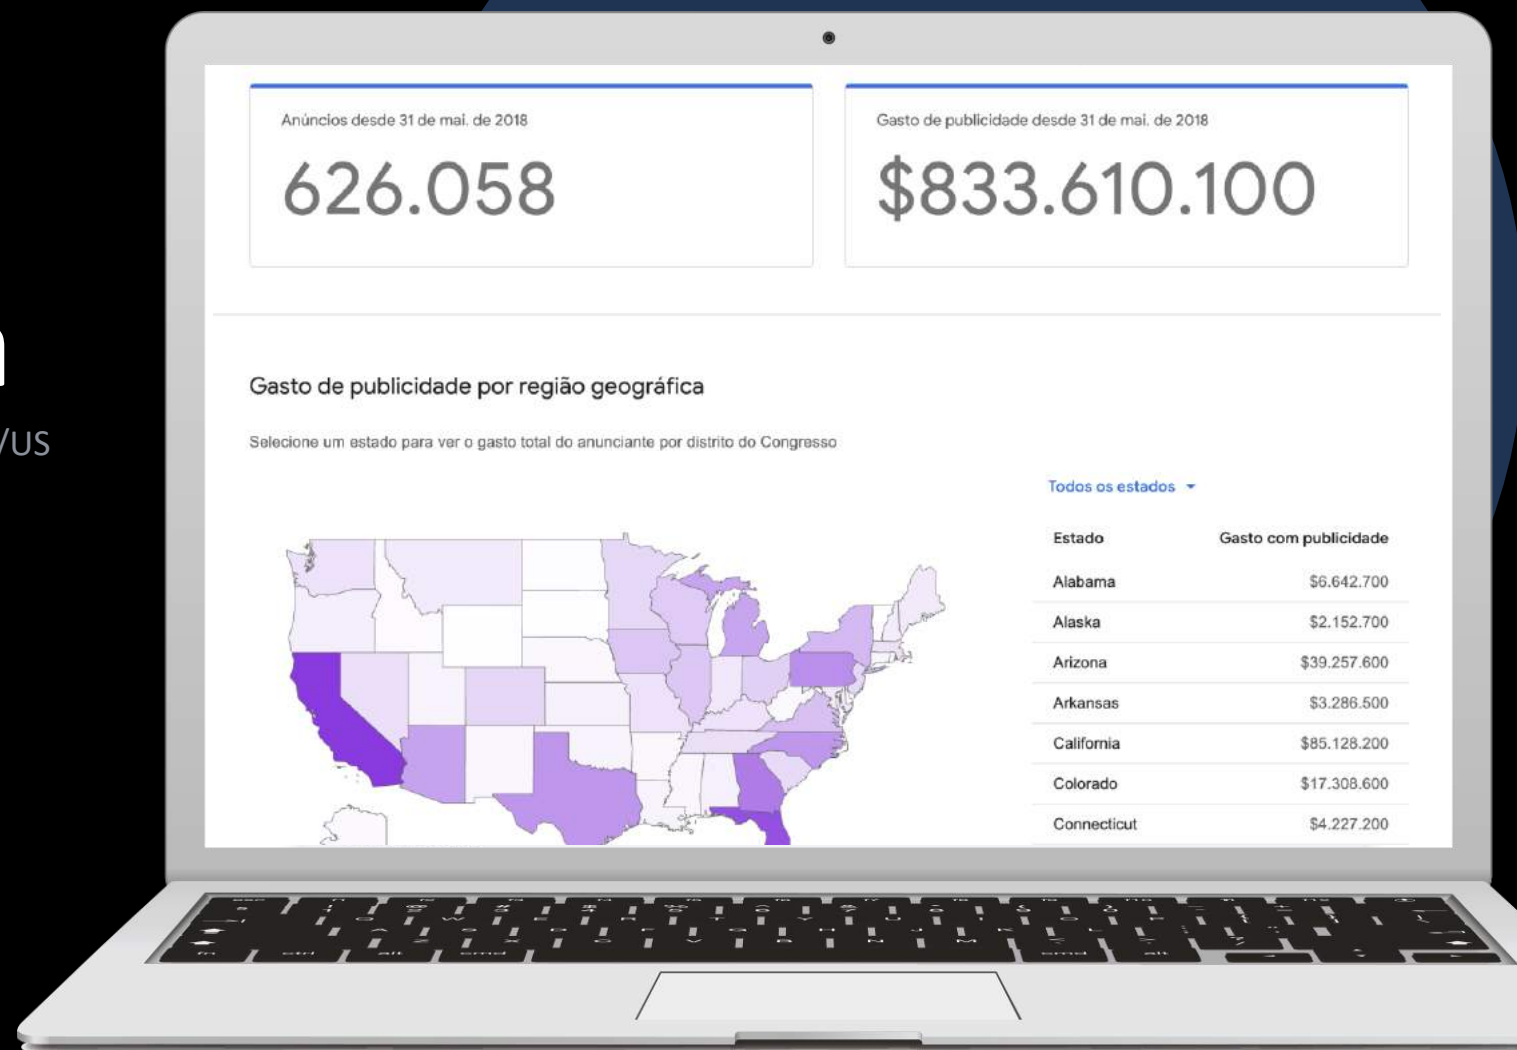 Anúncios desde 31 de mai. de 2018
626.058
Gasto de publicidade desde 31 de mai. de 2018
$833.610.100
/US
Gasto de publicidade por região geográfica
Selecione um estado para ver o gasto total do anunciante por distrito do Congresso
Todos os estados
Estado Gasto com publicidade
Alabama $6.642.700
Alaska $2.152.700
Arizona $39.257.600
Arkansas $3.286.500
California $85.128.200
Colorado $17.308.600
Connecticut $4.227.200